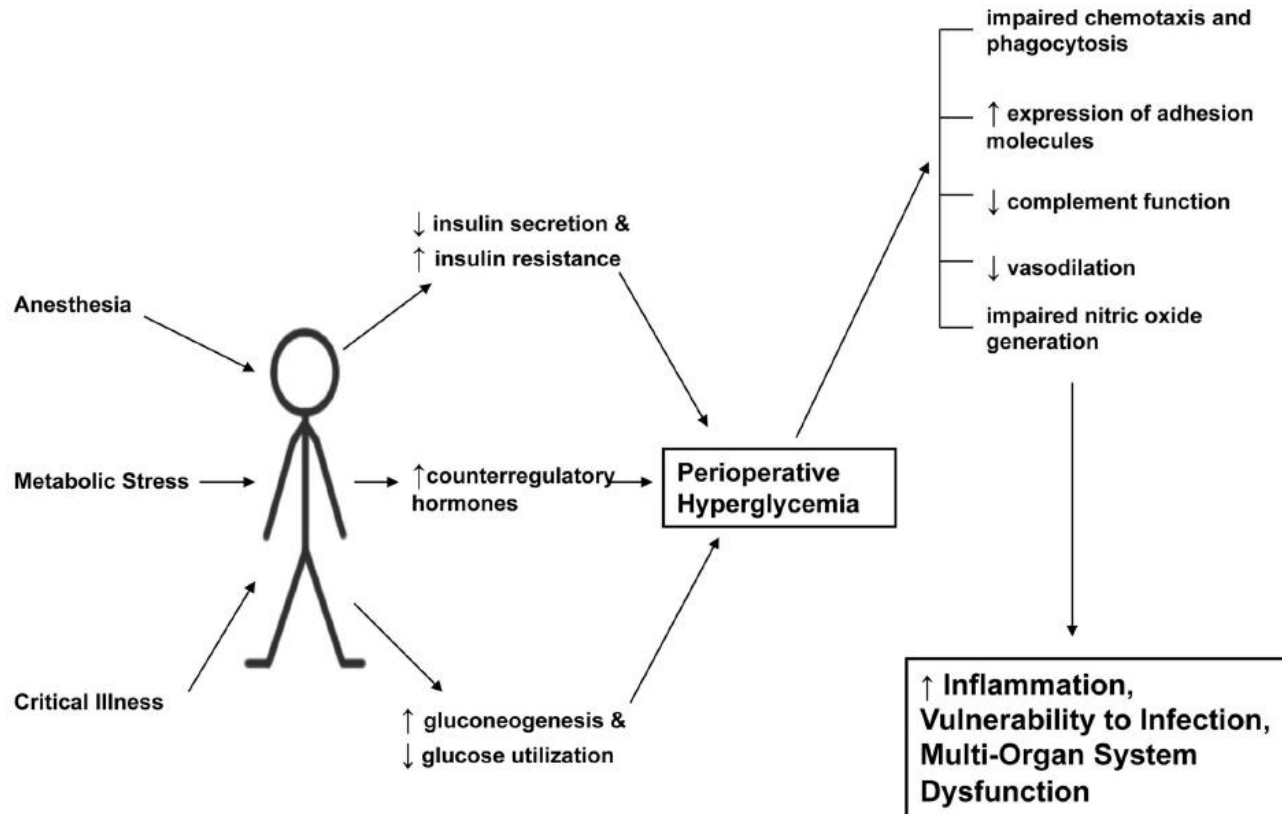 Anesthesia
Metabolic Stress
Critical Illness
↓ insulin secretion &
↑ insulin resistance
↑counterregulatory
hormones
↑ gluconeogenesis &
↓ glucose utilization
Perioperative
Hyperglycemia
impaired chemotaxis and
phagocytosis
↑ expression of adhesion
molecules
↓ complement function
↓ vasodilation
impaired nitric oxide
generation
↑ Inflammation,
Vulnerability to Infection,
Multi-Organ System
Dysfunction